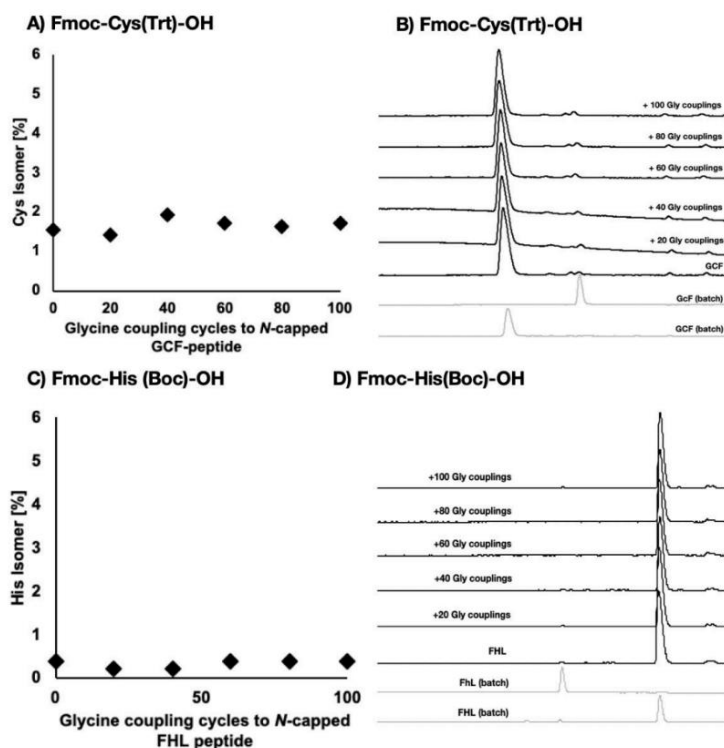 A) Fmoc-Cys(Trt)-OH
Cys Isomer [%]
6
5
4
3
2
1
0
0 20 40 60 80 100
Glycine coupling cycles to N-capped
GCF-peptide
B) Fmoc-Cys(Trt)-OH
+ 100 Gly couplings
+ 80 Gly couplings
+ 60 Gly couplings
+ 40 Gly couplings
+ 20 Gly couplings
GCF
GcF (batch)
GCF (batch)
C) Fmoc-His (Boc)-OH
His Isomer [%]
6
5
4
3
2
1
0
0 50 100
Glycine coupling cycles to N-capped
FHL peptide
D) Fmoc-His(Boc)-OH
+100 Gly couplings
+80 Gly couplings
+60 Gly couplings
+40 Gly couplings
+20 Gly couplings
FHL
FhL (batch)
FHL (batch)